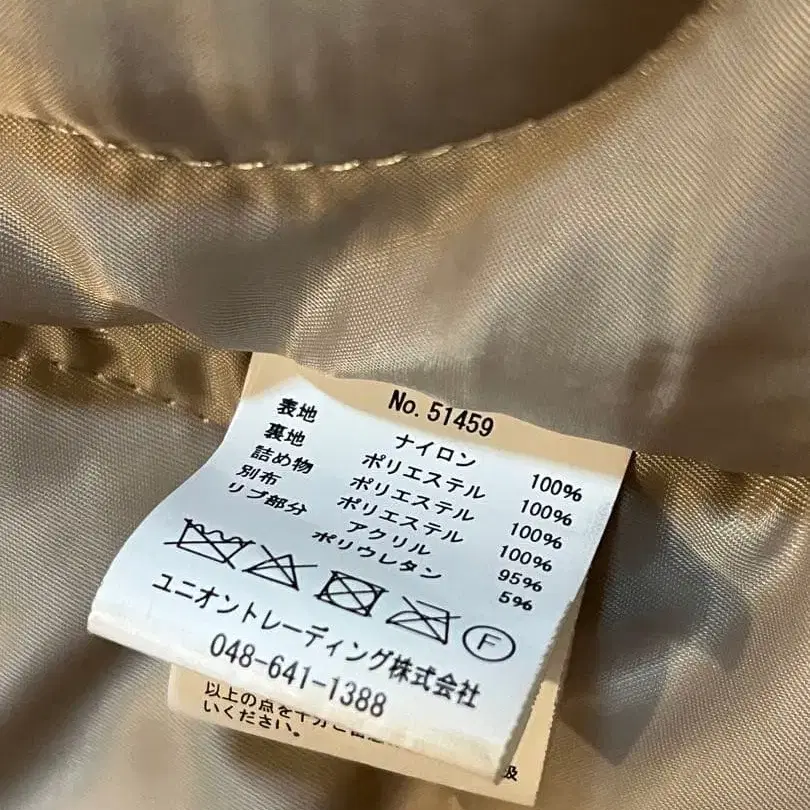 No. 51459
表地 ナイロン 100%
裏地 ポリエステル 100%
詰め物 ポリエステル 100%
別布 ポリエステル 100%
リブ部分 アクリル 95%
ポリウレタン 5%
F
ユニオントレーディング株式会社
048-641-1388
以上の点を十分ご
いください。